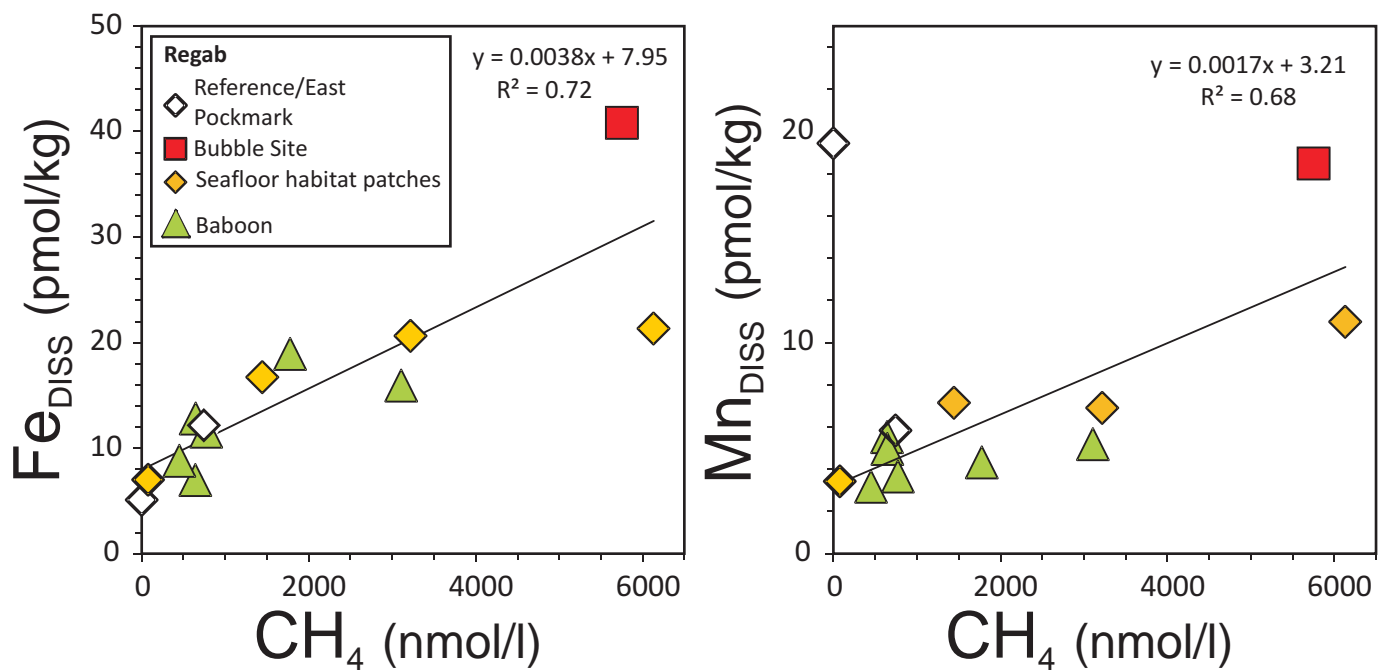 50
40
30
20
10
0
Fe_DISS (pmol/kg)
Regab
Reference/East
Pockmark
Bubble Site
Seafloor habitat patches
Baboon
y = 0.0038x + 7.95
R² = 0.72
0 2000 4000 6000
CH₄ (nmol/l)
20
10
0
Mn_DISS (pmol/kg)
y = 0.0017x + 3.21
R² = 0.68
0 2000 4000 6000
CH₄ (nmol/l)